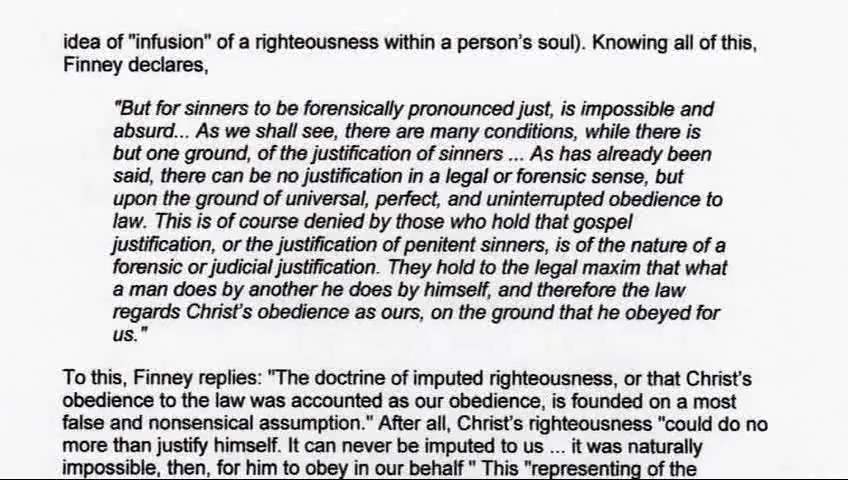 idea of "infusion" of a righteousness within a person's soul). Knowing all of this,
Finney declares,
"But for sinners to be forensically pronounced just, is impossible and
absurd... As we shall see, there are many conditions, while there is
but one ground, of the justification of sinners ... As has already been
said, there can be no justification in a legal or forensic sense, but
upon the ground of universal, perfect, and uninterrupted obedience to
law. This is of course denied by those who hold that gospel
justification, or the justification of penitent sinners, is of the nature of a
forensic or judicial justification. They hold to the legal maxim that what
a man does by another he does by himself, and therefore the law
regards Christ's obedience as ours, on the ground that he obeyed for
us."
To this, Finney replies: "The doctrine of imputed righteousness, or that Christ's
obedience to the law was accounted as our obedience, is founded on a most
false and nonsensical assumption." After all, Christ's righteousness "could do no
more than justify himself. It can never be imputed to us ... it was naturally
impossible, then, for him to obey in our behalf " This "representing of the